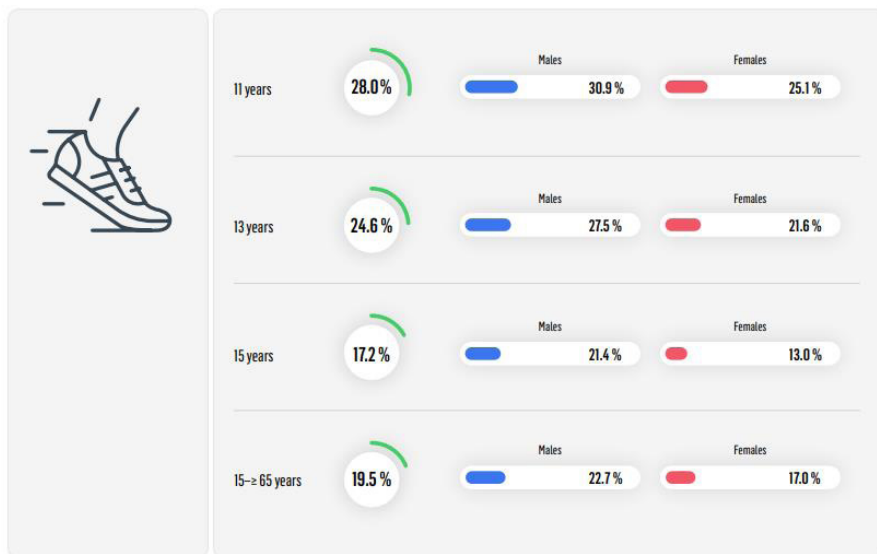 Males Females
11 years 28.0% 30.9% 25.1%
Males Females
13 years 24.6% 27.5% 21.6%
Males Females
15 years 17.2% 21.4% 13.0%
Males Females
15–≥ 65 years 19.5% 22.7% 17.0%